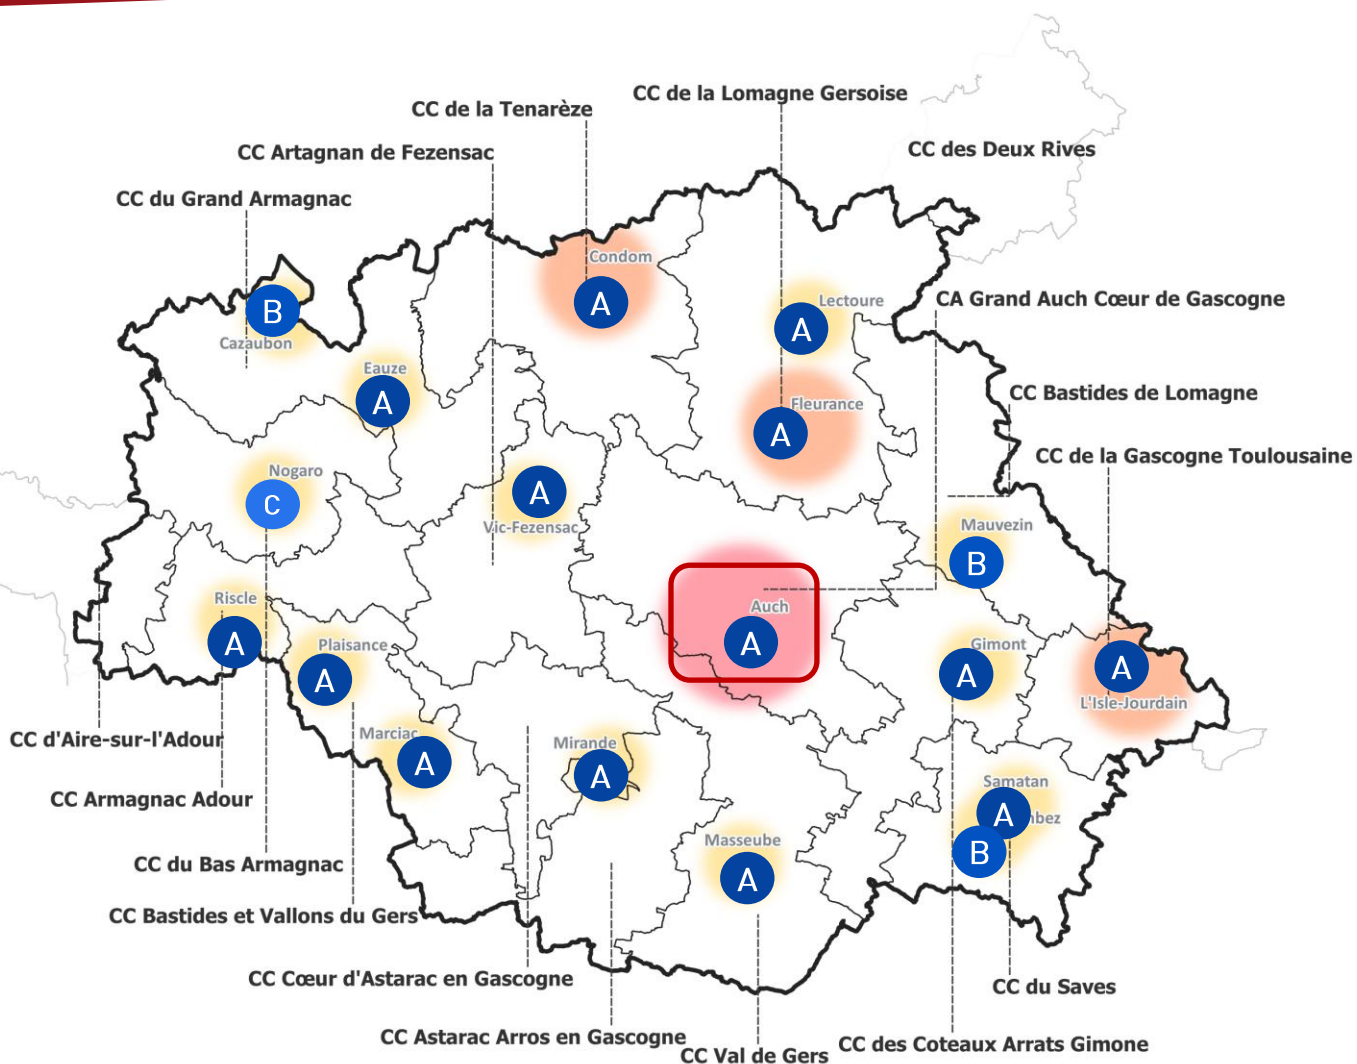 CC de la Lomagne Gersoise
CC de la Tenarèze
CC des Deux Rives
CC Artagnan de Fezensac
CC du Grand Armagnac
Condom
A
Lectoure
A
CA Grand Auch Cœur de Gascogne
B
Cazaubon
Eauze
A
CC Bastides de Lomagne
Fleurance
A
CC de la Gascogne Toulousaine
Nogaro
C
A
Vic-Fezensac
Mauvezin
B
Riscle
A
Auch
A
Plaisance
A
Gimont
A
A
L'Isle-Jourdain
CC d'Aire-sur-l'Adour
Marciac
A
Mirande
A
CC Armagnac Adour
Samatan
A
mbez
B
Masseube
A
CC du Bas Armagnac
CC Bastides et Vallons du Gers
CC Cœur d'Astarac en Gascogne
CC du Saves
CC Astarac Arros en Gascogne
CC Val de Gers
CC des Coteaux Arrats Gimone